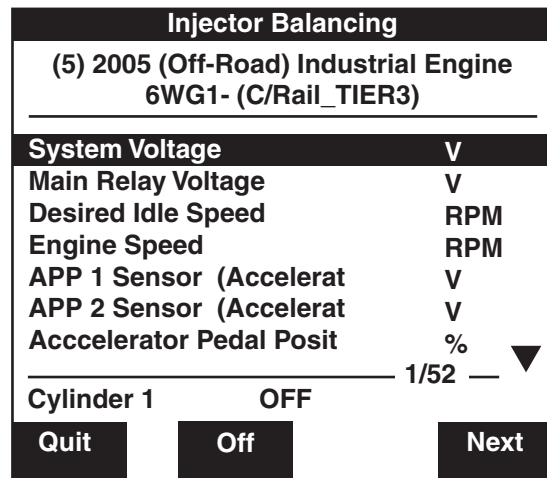 Injector Balancing
(5) 2005 (Off-Road) Industrial Engine
6WG1- (C/Rail_TIER3)
System Voltage V
Main Relay Voltage V
Desired Idle Speed RPM
Engine Speed RPM
APP 1 Sensor (Accelerat V
APP 2 Sensor (Accelerat V
Acccelerator Pedal Posit %
1/52
Cylinder 1 OFF
Quit Off Next